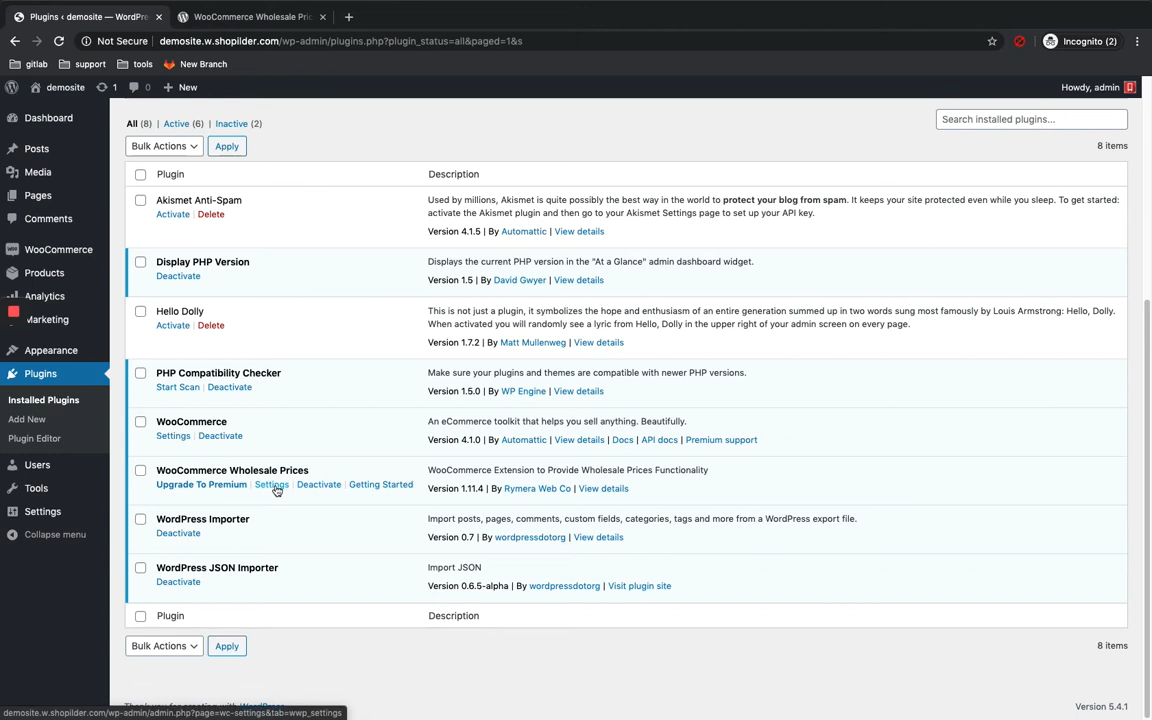 Plugins ‹ demosite — WordPre
WooCommerce Wholesale Pric
Not Secure
demosite.w.shopilder.com/wp-admin/plugins.php?plugin_status=all&paged=1&s
Incognito (2)
gitlab
support
tools
New Branch
demosite
1
0
New
Howdy, admin
Dashboard
Posts
Media
Pages
Comments
WooCommerce
Products
Analytics
Marketing
Appearance
Plugins
Installed Plugins
Add New
Plugin Editor
Users
Tools
Settings
Collapse menu
All (8) | Active (6) | Inactive (2)
Search installed plugins...
Bulk Actions
Apply
8 items
Plugin
Description
Akismet Anti-Spam
Activate | Delete
Used by millions, Akismet is quite possibly the best way in the world to protect your blog from spam. It keeps your site protected even while you sleep. To get started:
activate the Akismet plugin and then go to your Akismet Settings page to set up your API key.
Version 4.1.5 | By Automattic | View details
Display PHP Version
Deactivate
Displays the current PHP version in the "At a Glance" admin dashboard widget.
Version 1.5 | By David Gwyer | View details
Hello Dolly
Activate | Delete
This is not just a plugin, it symbolizes the hope and enthusiasm of an entire generation summed up in two words sung most famously by Louis Armstrong: Hello, Dolly.
When activated you will randomly see a lyric from Hello, Dolly in the upper right of your admin screen on every page.
Version 1.7.2 | By Matt Mullenweg | View details
PHP Compatibility Checker
Start Scan | Deactivate
Make sure your plugins and themes are compatible with newer PHP versions.
Version 1.5.0 | By WP Engine | View details
WooCommerce
Settings | Deactivate
An eCommerce toolkit that helps you sell anything. Beautifully.
Version 4.1.0 | By Automattic | View details | Docs | API docs | Premium support
WooCommerce Wholesale Prices
Upgrade To Premium | Settings | Deactivate | Getting Started
WooCommerce Extension to Provide Wholesale Prices Functionality
Version 1.11.4 | By Rymera Web Co | View details
WordPress Importer
Deactivate
Import posts, pages, comments, custom fields, categories, tags and more from a WordPress export file.
Version 0.7 | By wordpressdotorg | View details
WordPress JSON Importer
Deactivate
Import JSON
Version 0.6.5-alpha | By wordpressdotorg | Visit plugin site
Plugin
Description
Bulk Actions
Apply
8 items
Thank you for creating with WordPress.
Version 5.4.1
demosite.w.shopilder.com/wp-admin/admin.php?page=wc-settings&tab=wwp_settings